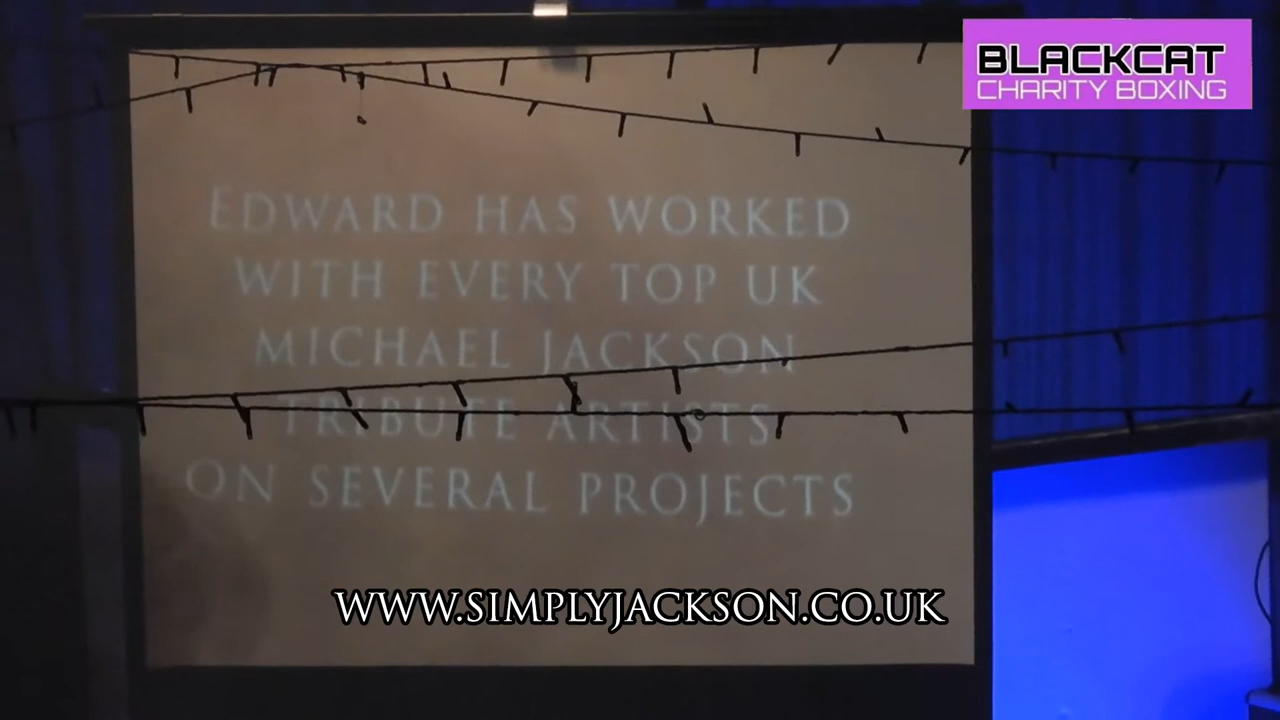 BLACKCAT
CHARITY BOXING
EDWARD HAS WORKED
WITH EVERY TOP UK
MICHAEL JACKSON
TRIBUTE ARTISTS
ON SEVERAL PROJECTS
WWW.SIMPLYJACKSON.CO.UK